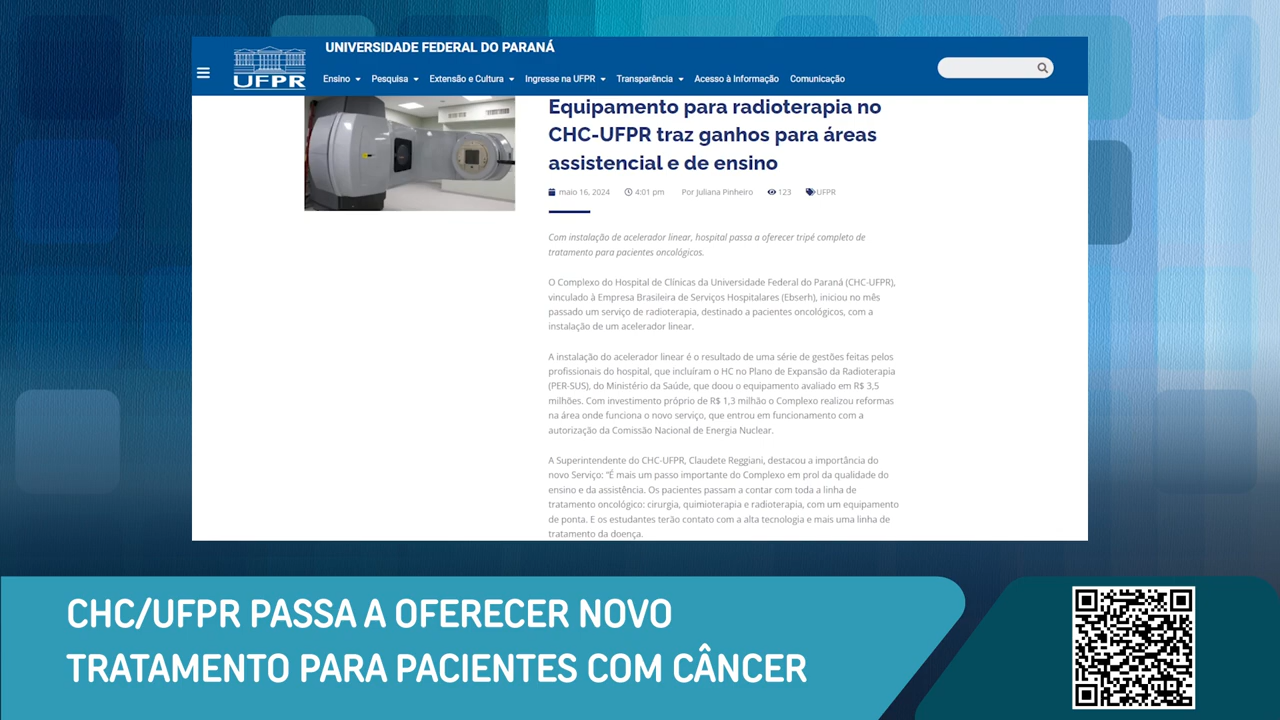 UNIVERSIDADE FEDERAL DO PARANÁ
UFPR
Ensino Pesquisa Extensão e Cultura Ingresse na UFPR Transparência Acesso à Informação Comunicação
Equipamento para radioterapia no
CHC-UFPR traz ganhos para áreas
assistencial e de ensino
maio 16, 2024 4:01 pm Por Juliana Pinheiro 123 UFPR
Com instalação de acelerador linear, hospital passa a oferecer tripé completo de
tratamento para pacientes oncológicos.
O Complexo do Hospital de Clínicas da Universidade Federal do Paraná (CHC-UFPR),
vinculado à Empresa Brasileira de Serviços Hospitalares (Ebserh), iniciou no mês
passado um serviço de radioterapia, destinado a pacientes oncológicos, com a
instalação de um acelerador linear.
A instalação do acelerador linear é o resultado de uma série de gestões feitas pelos
profissionais do hospital, que incluíram o HC no Plano de Expansão da Radioterapia
(PER-SUS), do Ministério da Saúde, que doou o equipamento avaliado em R$ 3,5
milhões. Com investimento próprio de R$ 1,3 milhão o Complexo realizou reformas
na área onde funciona o novo serviço, que entrou em funcionamento com a
autorização da Comissão Nacional de Energia Nuclear.
A Superintendente do CHC-UFPR, Claudete Reggiani, destacou a importância do
novo Serviço: “É mais um passo importante do Complexo em prol da qualidade do
ensino e da assistência. Os pacientes passam a contar com toda a linha de
tratamento oncológico: cirurgia, quimioterapia e radioterapia, com um equipamento
de ponta. E os estudantes terão contato com a alta tecnologia e mais uma linha de
tratamento da doença.
CHC/UFPR PASSA A OFERECER NOVO
TRATAMENTO PARA PACIENTES COM CÂNCER